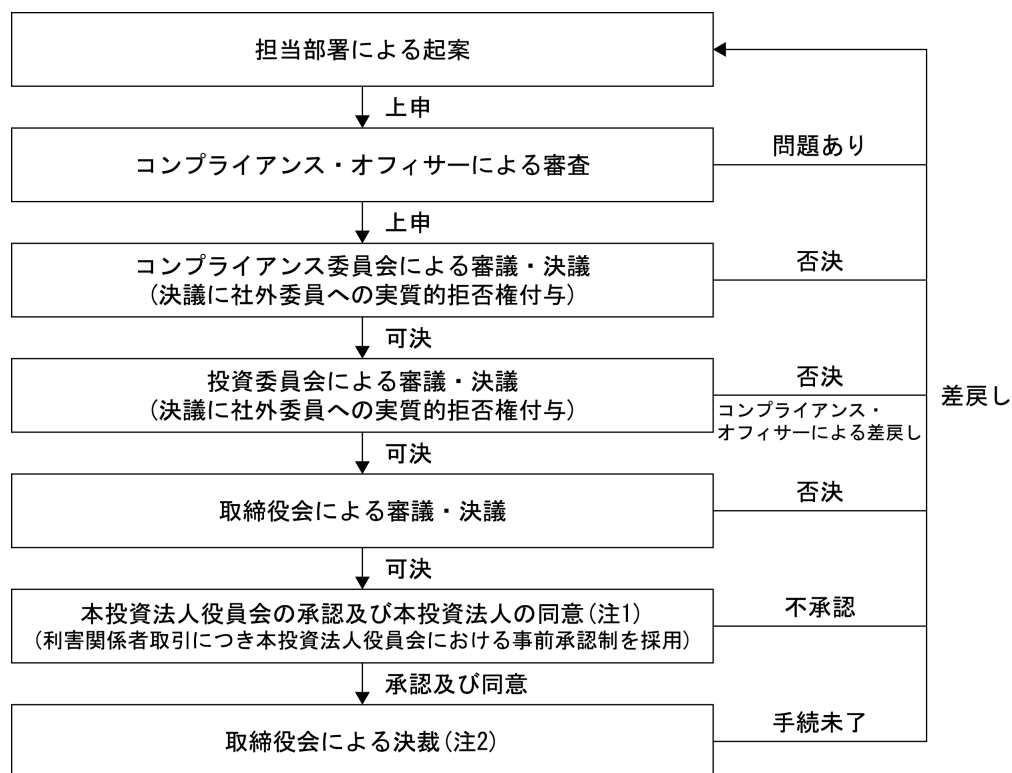 担当部署による起案
上申
コンプライアンス・オフィサーによる審査
問題あり
上申
コンプライアンス委員会による審議・決議
(決議に社外委員への実質的拒否権付与)
否決
可決
投資委員会による審議・決議
(決議に社外委員への実質的拒否権付与)
否決
コンプライアンス・
オフィサーによる差戻し
差戻し
可決
取締役会による審議・決議
否決
可決
本投資法人役員会の承認及び本投資法人の同意(注1)
(利害関係者取引につき本投資法人役員会における事前承認制を採用)
不承認
承認及び同意
取締役会による決裁(注2)
手続未了